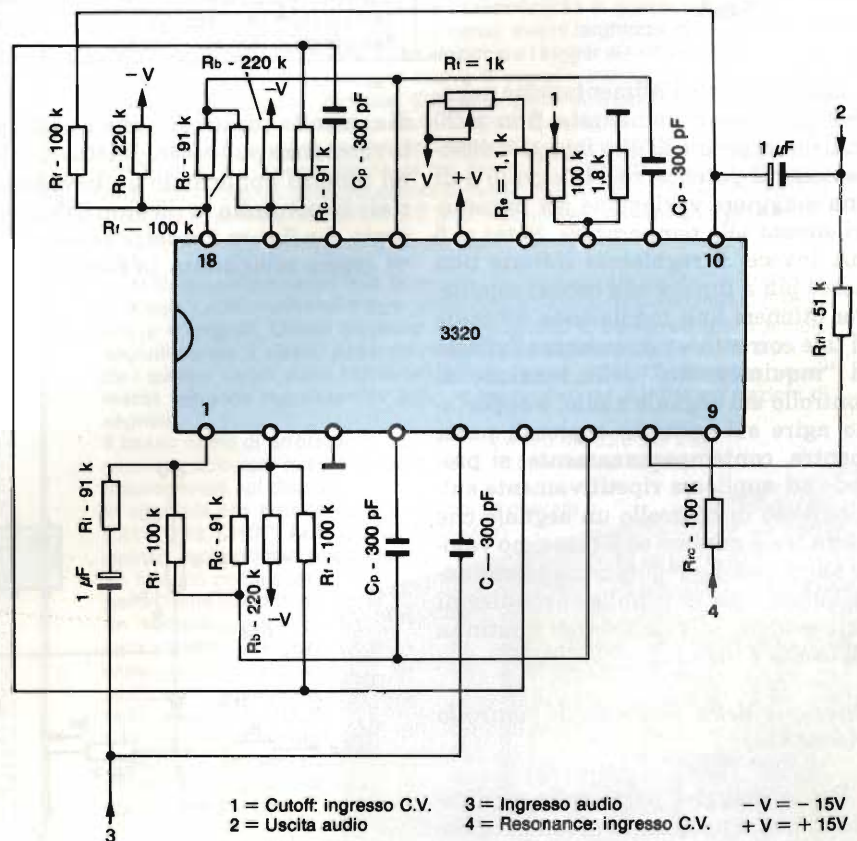 Rb - 220 k
Rt = 1k
– V
Rf - 100 k
Rb - 220 k
– V
Rc - 91 k
Rc - 91 k
Cp - 300 pF
– V
+ V
Re = 1,1 k
1
100 k
1,8 k
Cp - 300 pF
2
1 µF
Rf - 100 k
18
10
3320
1
9
Rrl - 51 k
Ri - 91 k
1 µF
Rf - 100 k
Rc - 91 k
Rb - 220 k
– V
Rf - 100 k
Cp - 300 pF
C - 300 pF
Rrc - 100 k
4
3
1 = Cutoff: ingresso C.V.
2 = Uscita audio
3 = Ingresso audio
4 = Resonance: ingresso C.V.
– V = – 15V
+ V = + 15V